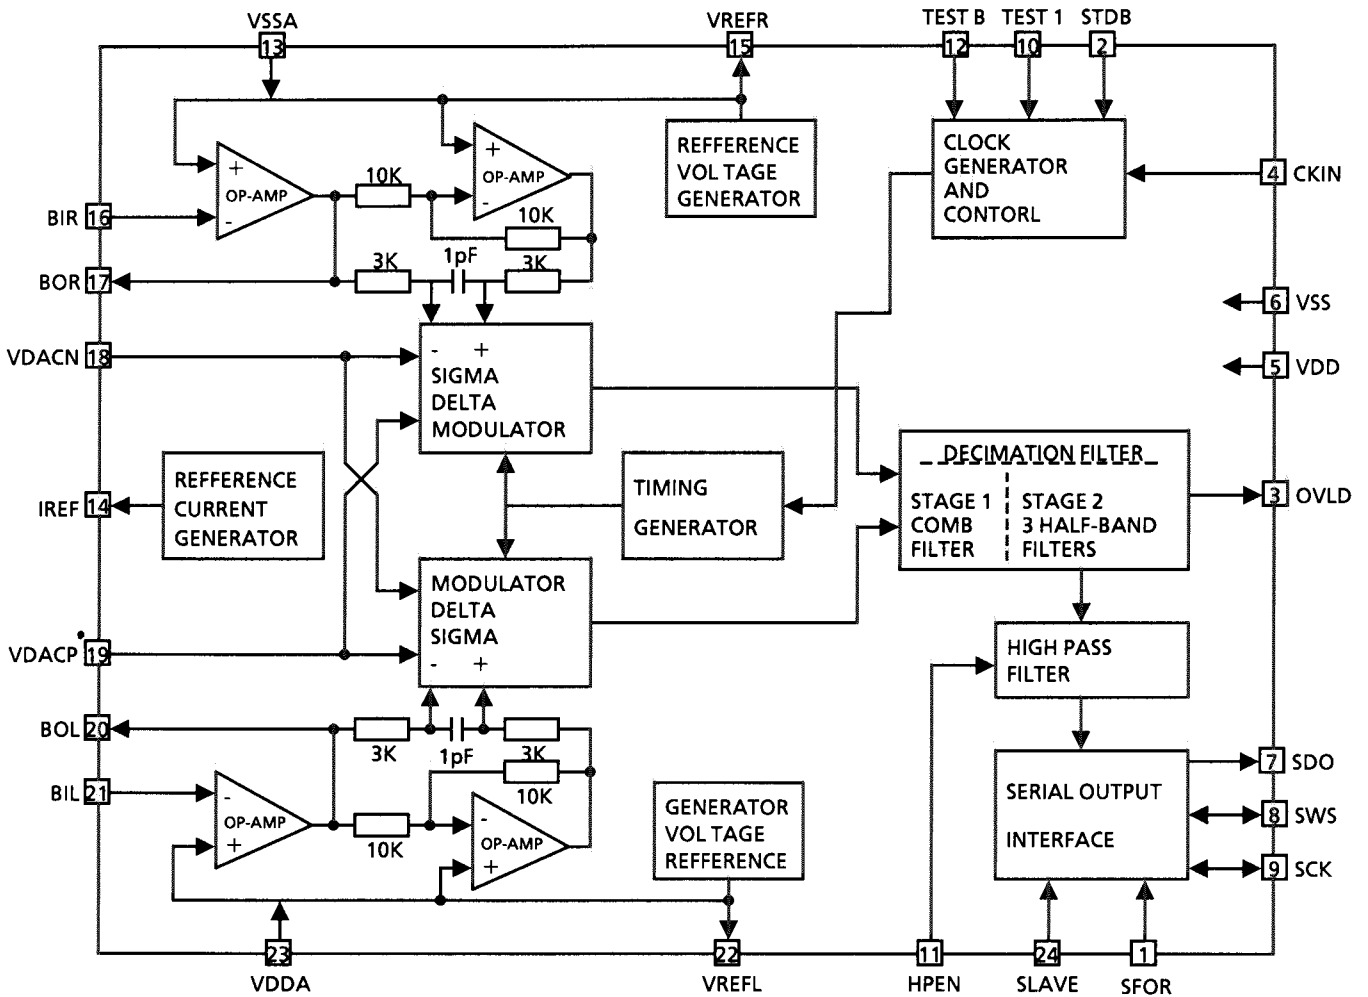 VSSA
VREFR
TEST B
TEST 1
STDB
13
15
12
10
2
REFFERENCE
VOLTAGE
GENERATOR
CLOCK
GENERATOR
AND
CONTORL
+
OP-AMP
-
+
OP-AMP
-
10K
10K
3K
1pF
3K
BIR 16
BOR 17
4 CKIN
6 VSS
5 VDD
VDACN 18
- +
SIGMA
DELTA
MODULATOR
REFFERENCE
CURRENT
GENERATOR
IREF 14
TIMING
GENERATOR
DECIMATION FILTER
STAGE 1
COMB
FILTER
STAGE 2
3 HALF-BAND
FILTERS
3 OVLD
MODULATOR
DELTA
SIGMA
- +
VDACP 19
HIGH PASS
FILTER
BOL 20
3K
1pF
3K
10K
BIL 21
-
OP-AMP
+
10K
-
OP-AMP
+
GENERATOR
VOLTAGE
REFFERENCE
SERIAL OUTPUT
INTERFACE
7 SDO
8 SWS
9 SCK
23
22
11
24
1
VDDA
VREFL
HPEN
SLAVE
SFOR